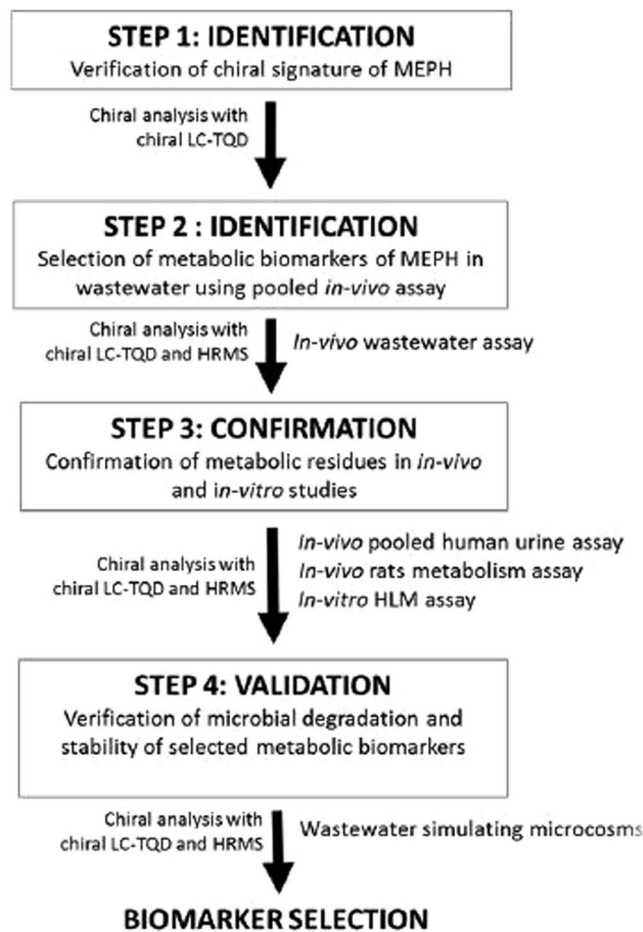 STEP 1: IDENTIFICATION
Verification of chiral signature of MEPH
Chiral analysis with
chiral LC-TQD
STEP 2 : IDENTIFICATION
Selection of metabolic biomarkers of MEPH in
wastewater using pooled in-vivo assay
Chiral analysis with
chiral LC-TQD and HRMS
In-vivo wastewater assay
STEP 3: CONFIRMATION
Confirmation of metabolic residues in in-vivo
and in-vitro studies
Chiral analysis with
chiral LC-TQD and HRMS
In-vivo pooled human urine assay
In-vivo rats metabolism assay
In-vitro HLM assay
STEP 4: VALIDATION
Verification of microbial degradation and
stability of selected metabolic biomarkers
Chiral analysis with
chiral LC-TQD and HRMS
Wastewater simulating microcosms
BIOMARKER SELECTION